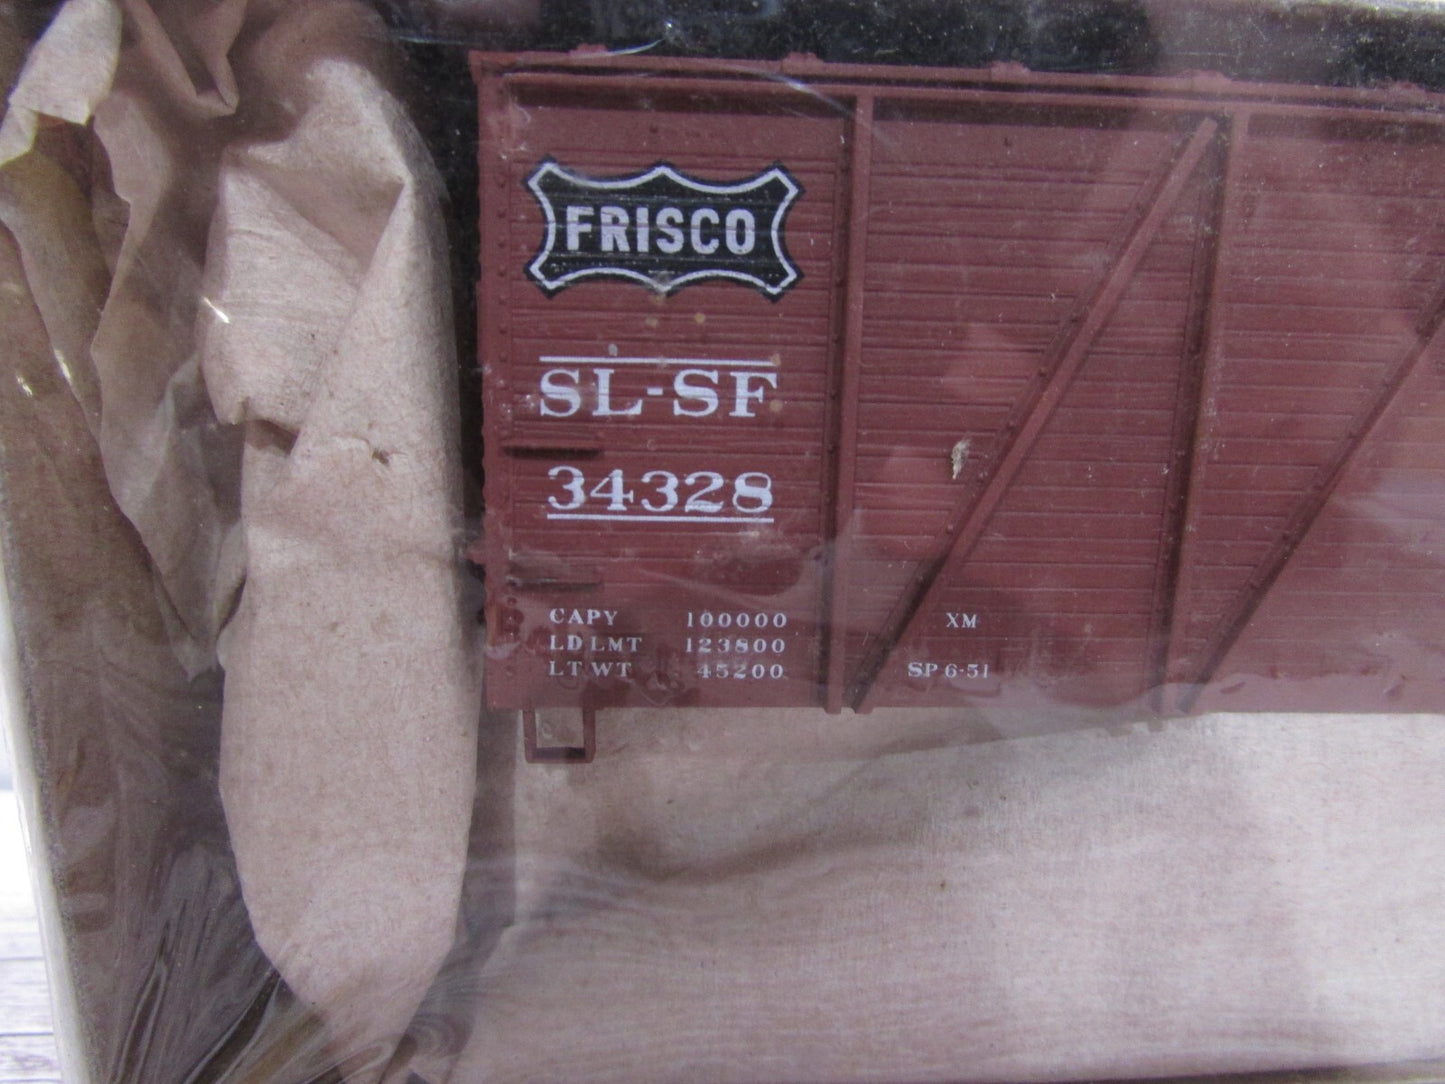 FRISCO
SL-SF
34328
CAPY 100000 XM
LD LMT 123800
LT WT 45200 SP 6-51